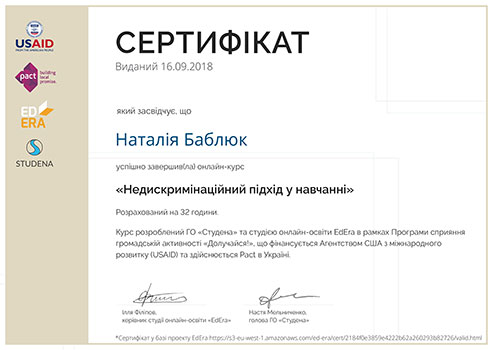 USAID
FROM THE AMERICAN PEOPLE
pact
building
local
promise.
ED
ERA
STUDENA
СЕРТИФІКАТ
Виданий 16.09.2018
який засвідчує, що
Наталія Баблюк
успішно завершив(ла) онлайн-курс
«Недискримінаційний підхід у навчанні»
Розрахований на 32 години.
Курс розроблений ГО «Студена» та студією онлайн-освіти EdEra в рамках Програми сприяння
громадській активності «Долучайся!», що фінансується Агентством США з міжнародного
розвитку (USAID) та здійснюється Pact в Україні.
Ілля Філіпов,
керівник студії онлайн-освіти «EdEra»
Настя Мельниченко,
голова ГО «Студена»
*Сертифікат у базі проєкту EdEra https://s3-eu-west-1.amazonaws.com/ed-era/cert/2184f0e3859e4222b62a260293b82726/valid.html